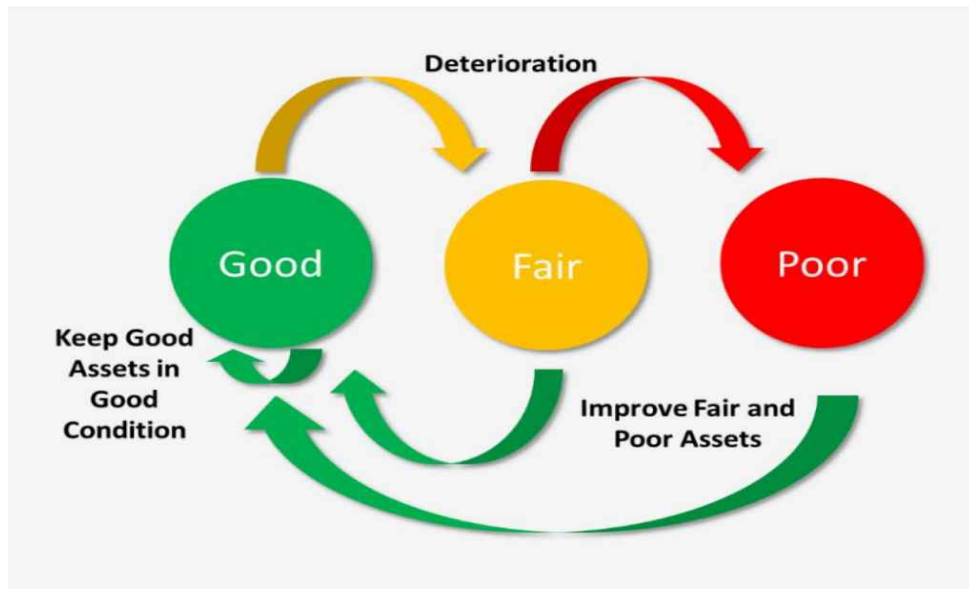 Deterioration
Good
Fair
Poor
Keep Good
Assets in
Good
Condition
Improve Fair and
Poor Assets